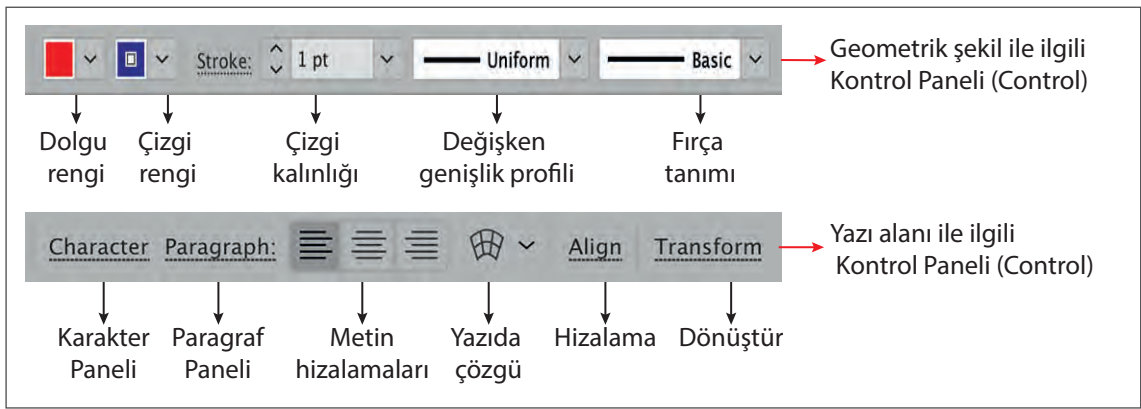 Stroke: 1 pt Uniform Basic
Geometrik şekil ile ilgili
Kontrol Paneli (Control)
Dolgu
rengi
Çizgi
rengi
Çizgi
kalınlığı
Değişken
genişlik profili
Fırça
tanımı
Character Paragraph: Align Transform
Yazı alanı ile ilgili
Kontrol Paneli (Control)
Karakter
Paneli
Paragraf
Paneli
Metin
hizalamaları
Yazıda
çözgü
Hizalama
Dönüştür